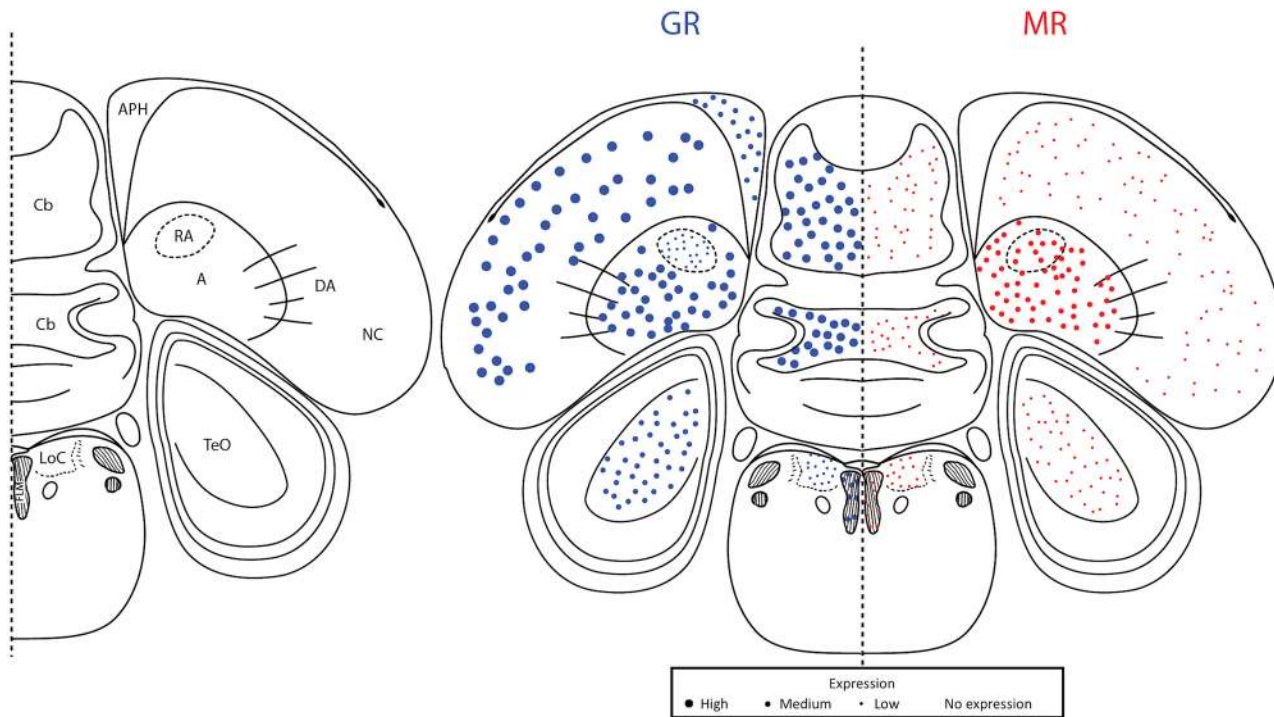 GR
MR
APH
Cb
RA
A
DA
Cb
NC
TeO
LoC
FLM
Expression
High
Medium
Low
No expression